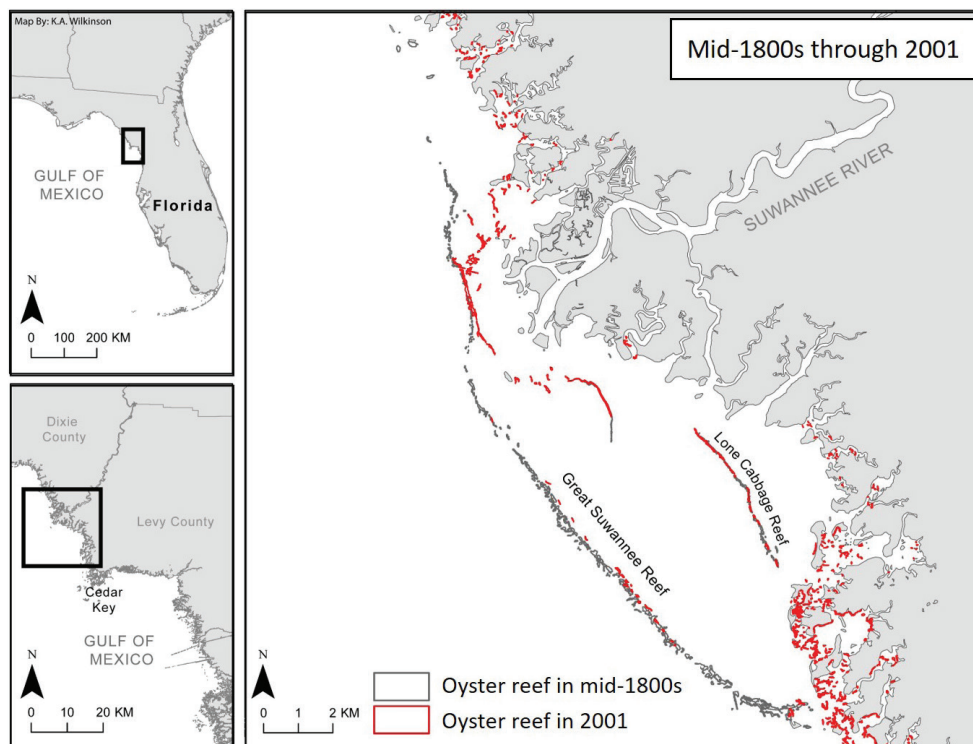 Map By: K.A. Wilkinson
GULF OF
MEXICO
Florida
N
0 100 200 KM
Dixie
County
Levy County
Cedar
Key
GULF OF
MEXICO
N
0 10 20 KM
Mid-1800s through 2001
SUWANNEE RIVER
Lone Cabbage Reef
Great Suwannee Reef
N
0 1 2 KM
Oyster reef in mid-1800s
Oyster reef in 2001